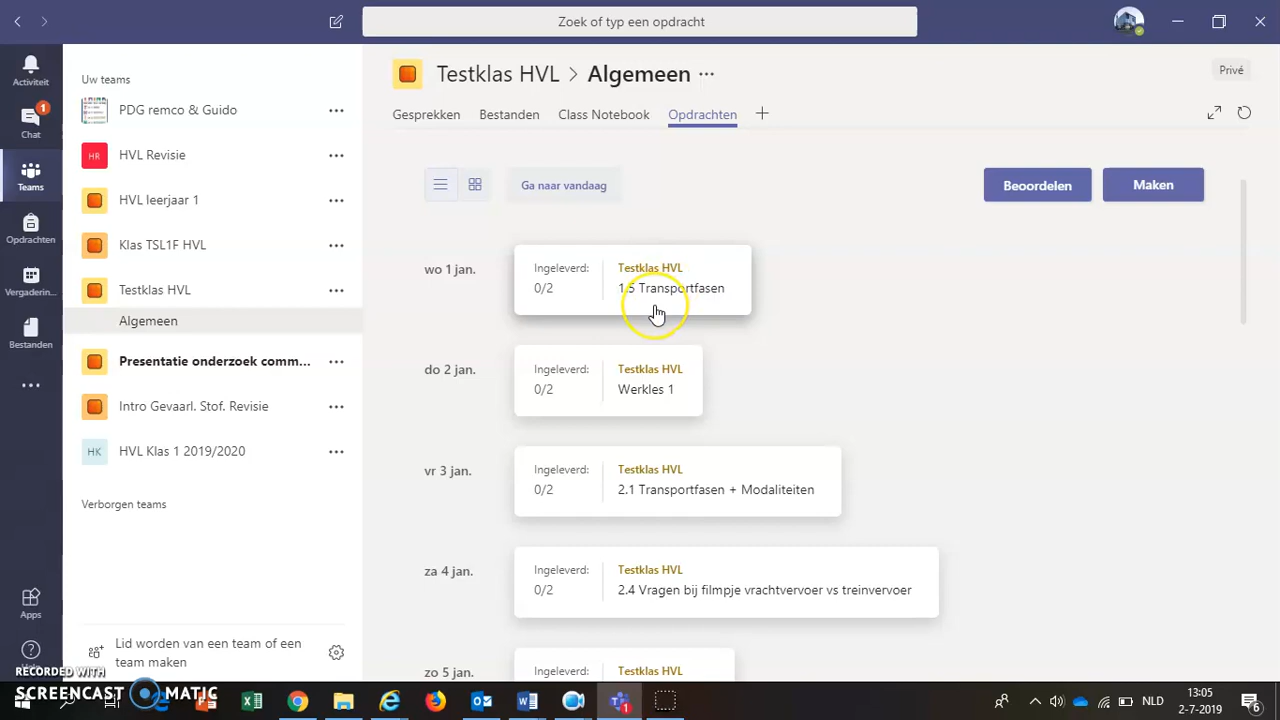 Zoek of typ een opdracht
Activiteit
Chat
1
Teams
Opdrachten
Vergaderin...
Bestanden
Apps
Help
Uw teams
PDG remco & Guido
HR
HVL Revisie
HVL leerjaar 1
Klas TSL1F HVL
Testklas HVL
Algemeen
Presentatie onderzoek comm...
Intro Gevaarl. Stof. Revisie
HK
HVL Klas 1 2019/2020
Verborgen teams
Lid worden van een team of een
team maken
Testklas HVL > Algemeen
Privé
Gesprekken
Bestanden
Class Notebook
Opdrachten
Ga naar vandaag
Beoordelen
Maken
wo 1 jan.
Ingeleverd:
0/2
Testklas HVL
1.5 Transportfasen
do 2 jan.
Ingeleverd:
0/2
Testklas HVL
Werkles 1
vr 3 jan.
Ingeleverd:
0/2
Testklas HVL
2.1 Transportfasen + Modaliteiten
za 4 jan.
Ingeleverd:
0/2
Testklas HVL
2.4 Vragen bij filmpje vrachtvervoer vs treinvervoer
zo 5 jan.
Ingeleverd:
Testklas HVL
RECORDED WITH
SCREENCAST MATIC
1
NLD
13:05
2-7-2019
6